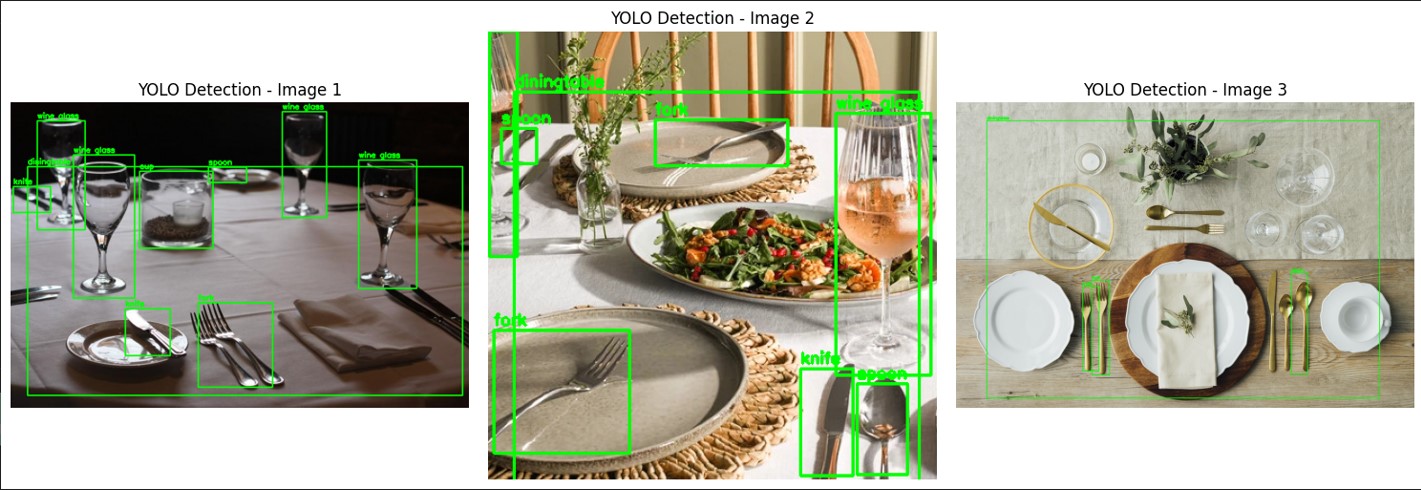 YOLO Detection - Image 1
wine glass
wine glass
wine glass
wine glass
diningtable
cup
spoon
knife
knife
fork
YOLO Detection - Image 2
diningtable
wine glass
fork
spoon
fork
knife
spoon
YOLO Detection - Image 3